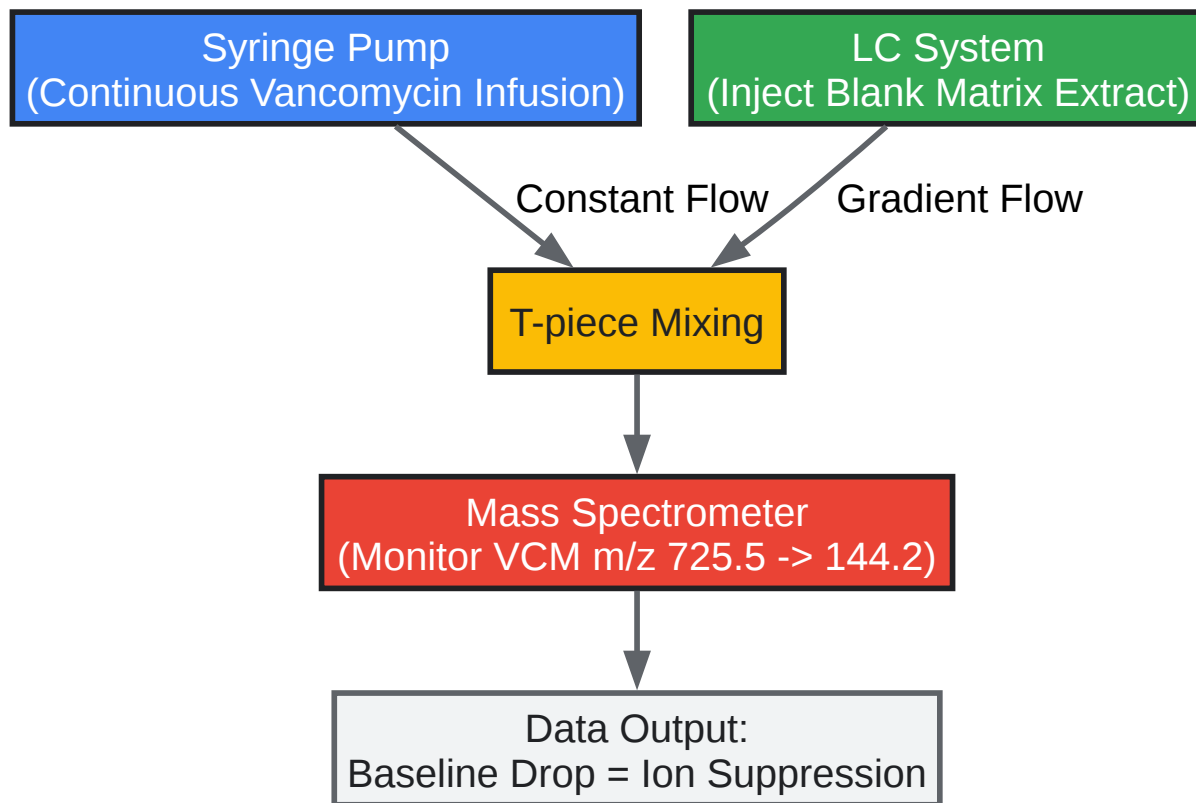 Syringe Pump
(Continuous Vancomycin Infusion)
LC System
(Inject Blank Matrix Extract)
Constant Flow
Gradient Flow
T-piece Mixing
Mass Spectrometer
(Monitor VCM m/z 725.5 -> 144.2)
Data Output:
Baseline Drop = Ion Suppression